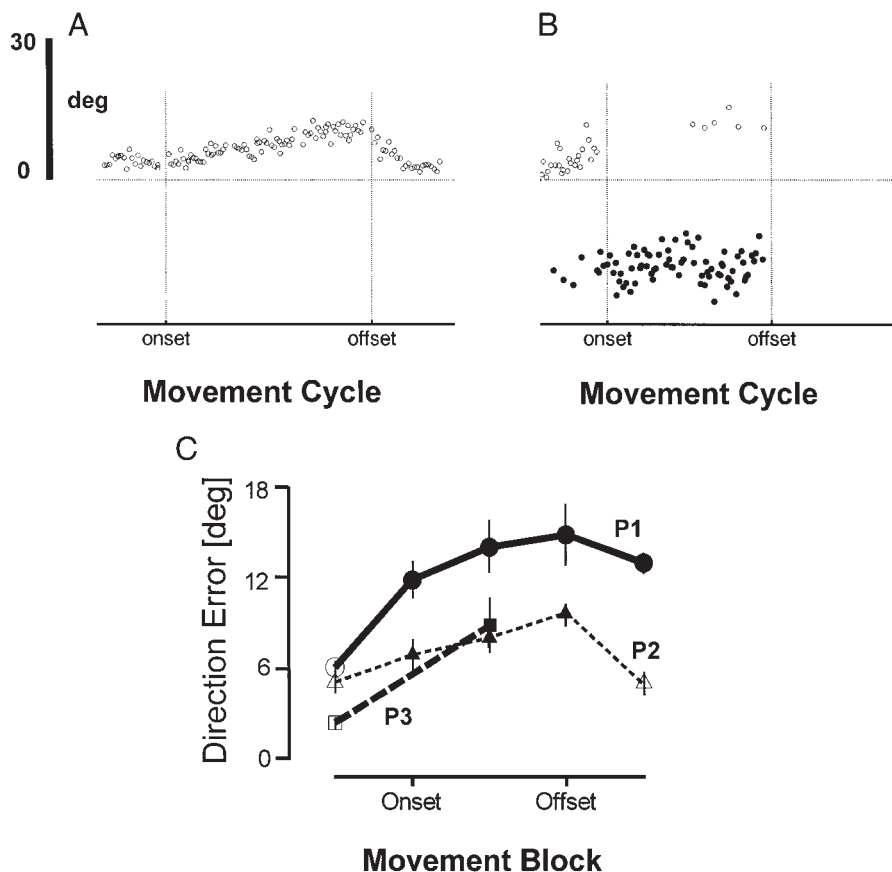 A
B
30
deg
0
onset
offset
onset
offset
Movement Cycle
Movement Cycle
C
Direction Error [deg]
18
12
6
0
P1
P2
P3
Onset
Offset
Movement Block